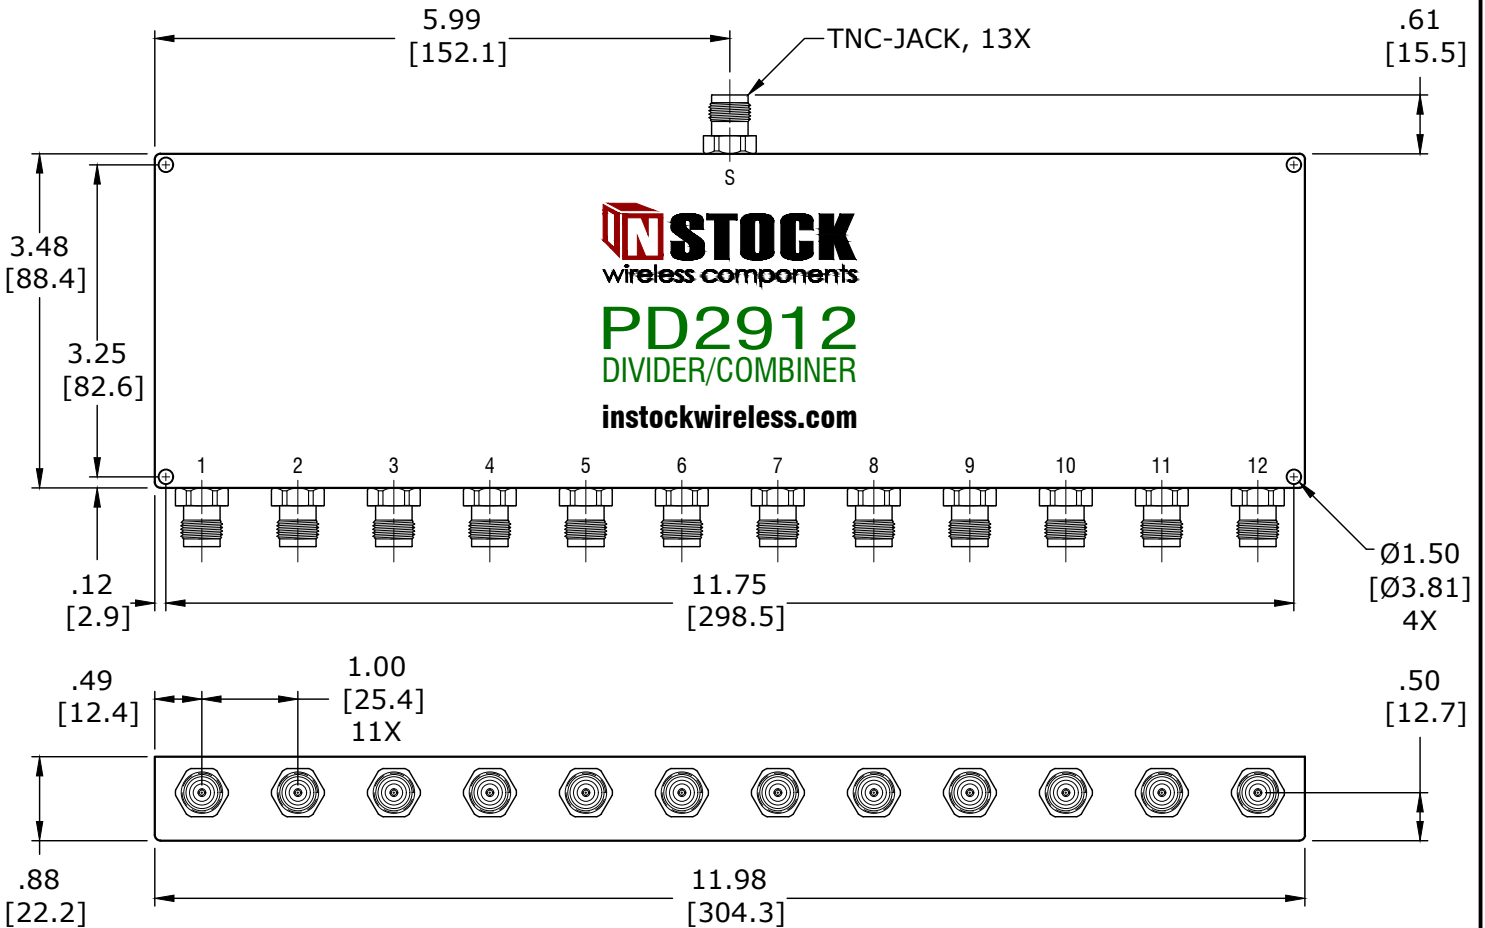 5.99
[152.1]
TNC-JACK, 13X
.61
[15.5]
S
3.48
[88.4]
INSTOCK
wireless components
PD2912
DIVIDER/COMBINER
instockwireless.com
3.25
[82.6]
1 2 3 4 5 6 7 8 9 10 11 12
.12
[2.9]
11.75
[298.5]
Ø1.50
[Ø3.81]
4X
.49
[12.4]
1.00
[25.4]
11X
.50
[12.7]
.88
[22.2]
11.98
[304.3]